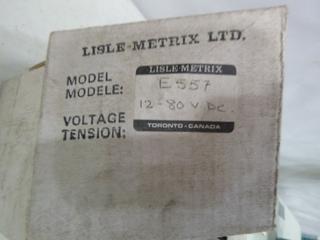 LISLE-METRIX LTD.
LISLE-METRIX
MODEL
MODELE:
E557
12-80 V DC.
VOLTAGE
TENSION:
TORONTO-CANADA